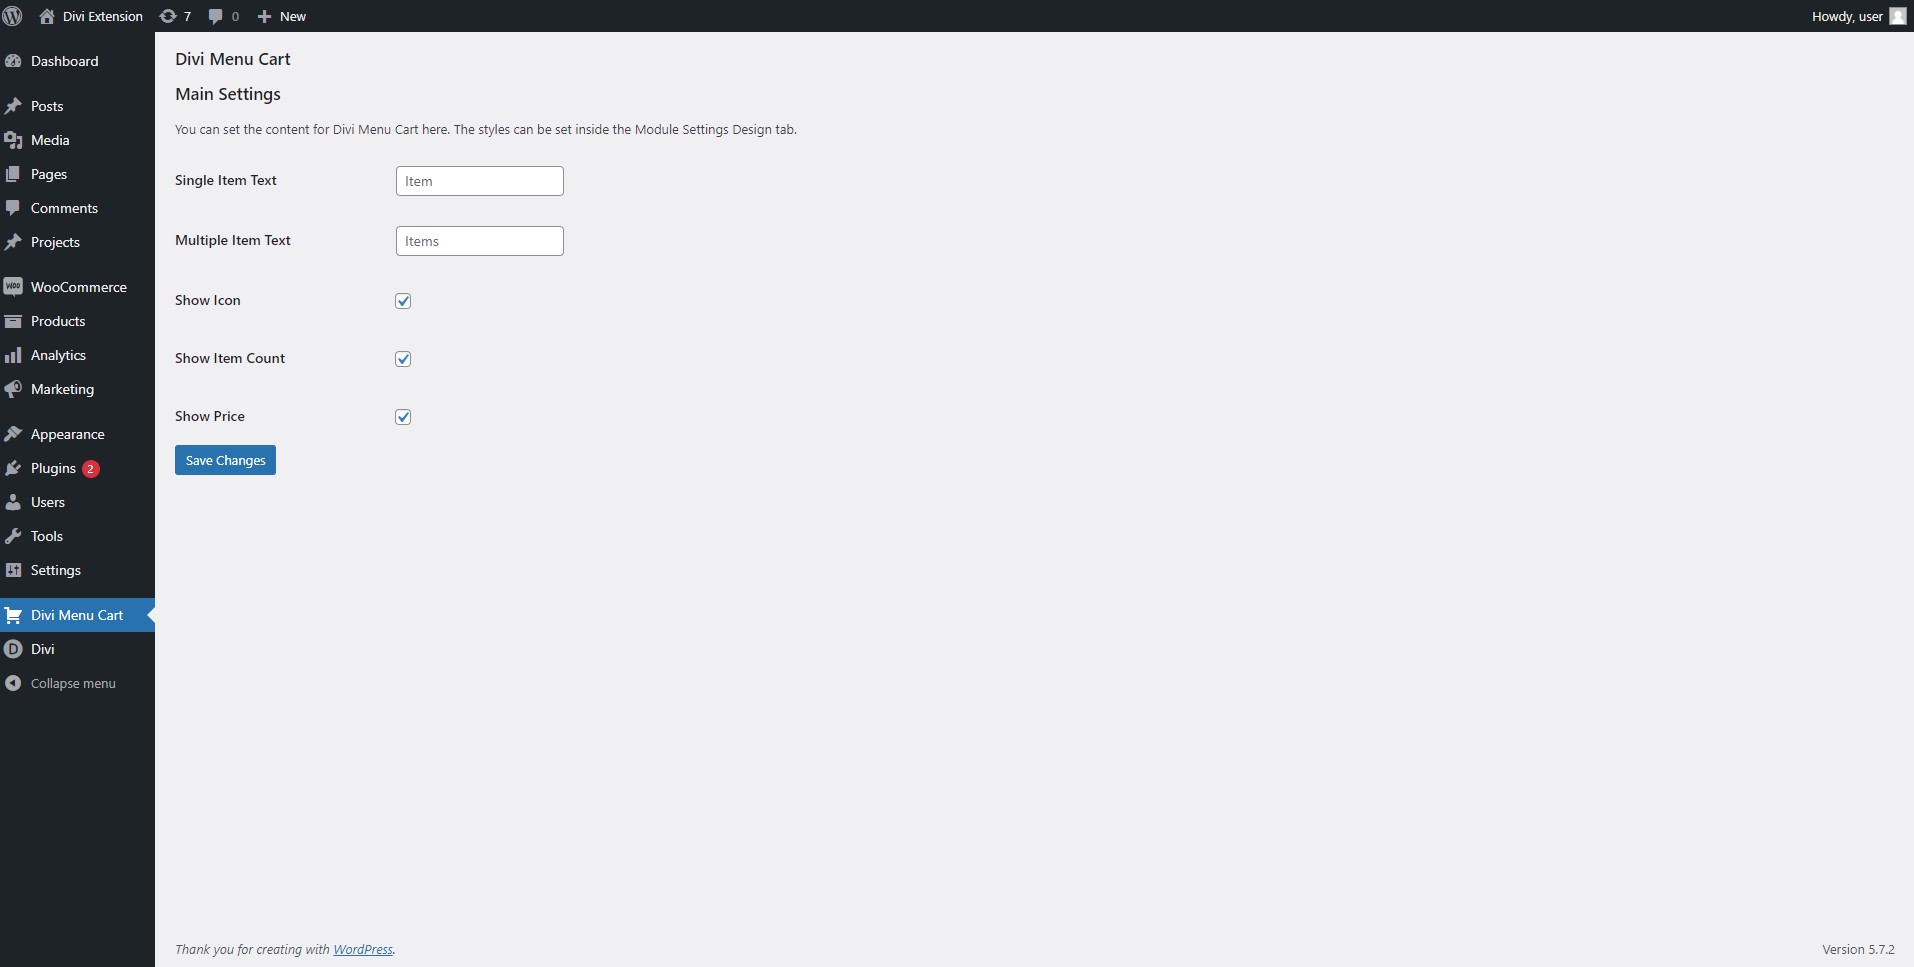 Divi Extension 7 0 New Howdy, user
Dashboard
Posts
Media
Pages
Comments
Projects
WooCommerce
Products
Analytics
Marketing
Appearance
Plugins 2
Users
Tools
Settings
Divi Menu Cart
Divi
Collapse menu
Divi Menu Cart
Main Settings
You can set the content for Divi Menu Cart here. The styles can be set inside the Module Settings Design tab.
Single Item Text Item
Multiple Item Text Items
Show Icon
Show Item Count
Show Price
Save Changes
Thank you for creating with WordPress. Version 5.7.2